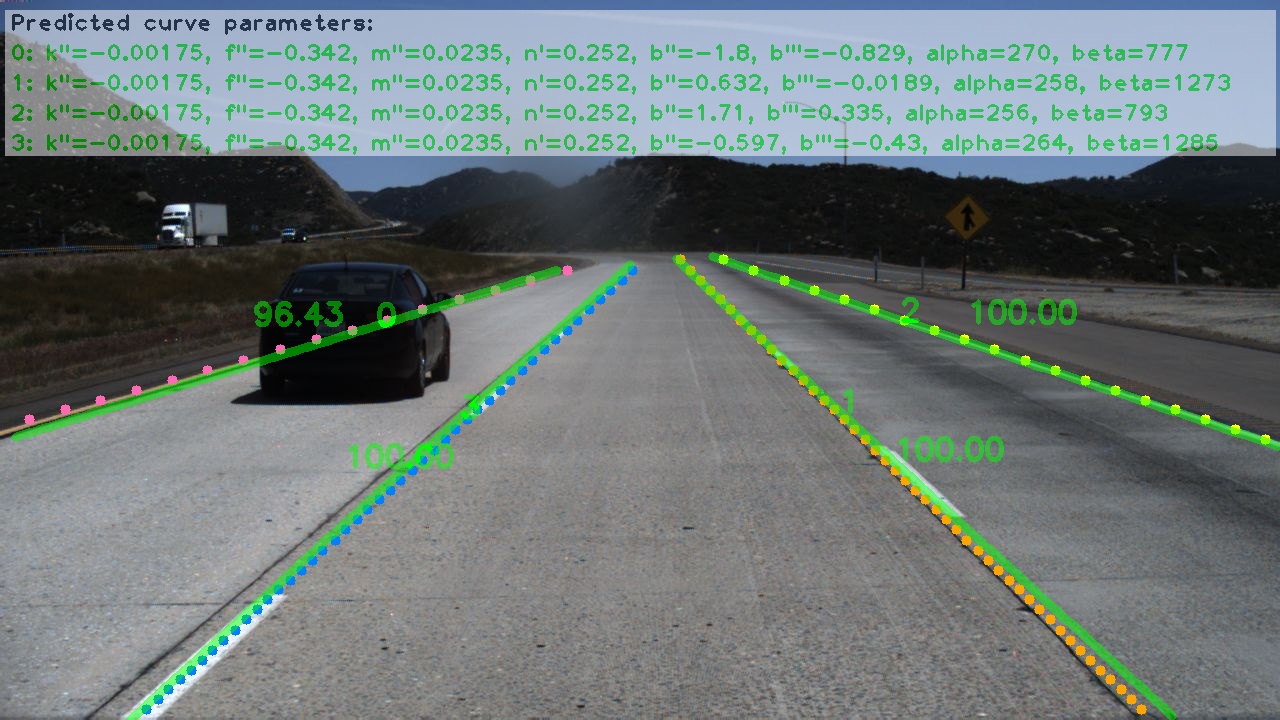 Predicted curve parameters:
0: k''=-0.00175, f''=-0.342, m''=0.0235, n'=0.252, b''=-1.8, b'''=-0.829, alpha=270, beta=777
1: k''=-0.00175, f''=-0.342, m''=0.0235, n'=0.252, b''=0.632, b'''=-0.0189, alpha=258, beta=1273
2: k''=-0.00175, f''=-0.342, m''=0.0235, n'=0.252, b''=1.71, b'''=0.335, alpha=256, beta=793
3: k''=-0.00175, f''=-0.342, m''=0.0235, n'=0.252, b''=-0.597, b'''=-0.43, alpha=264, beta=1285
96.43 0 2 100.00
1
100.00 100.00